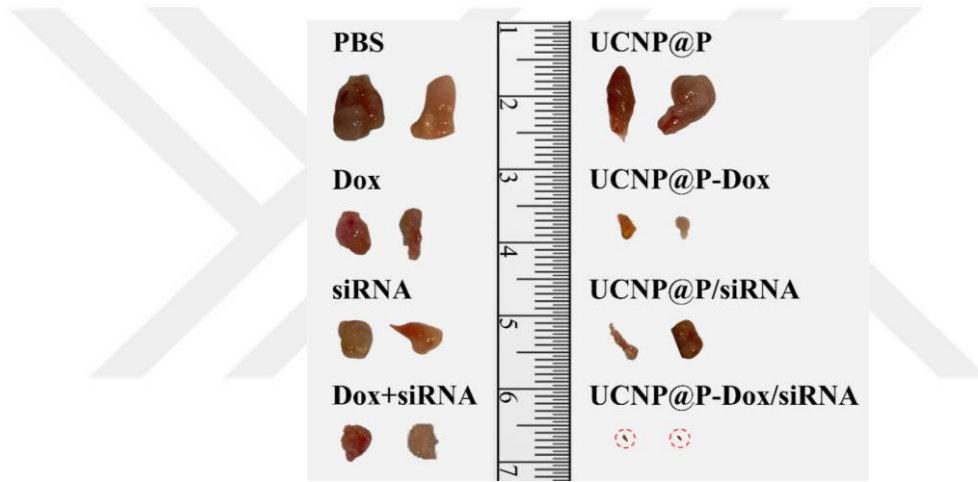 PBS
UCNP@P
Dox
UCNP@P-Dox
siRNA
UCNP@P/siRNA
Dox+siRNA
UCNP@P-Dox/siRNA
1
2
3
4
5
6
7